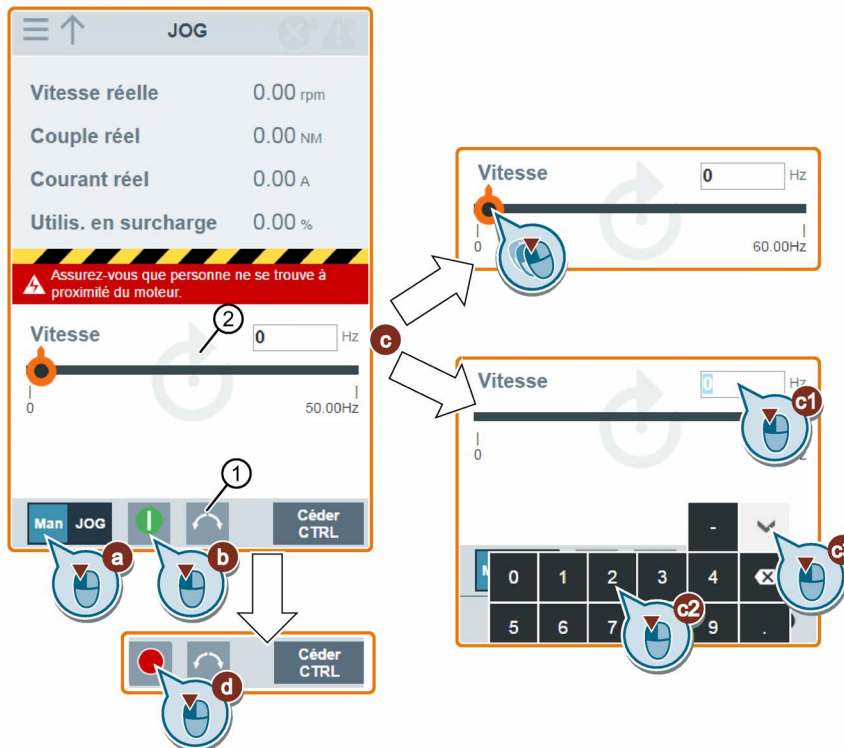 JOG
Vitesse réelle 0.00 rpm
Couple réel 0.00 NM
Courant réel 0.00 A
Utilis. en surcharge 0.00 %
Assurez-vous que personne ne se trouve à
proximité du moteur.
2
Vitesse 0 Hz
0 50.00Hz
1
Man JOG
Céder
CTRL
a
b
Céder
CTRL
d
c
Vitesse 0 Hz
0 60.00Hz
Vitesse 0 Hz
c1
0
-
0 1 2 3 4
c2
5 6 7 9 .